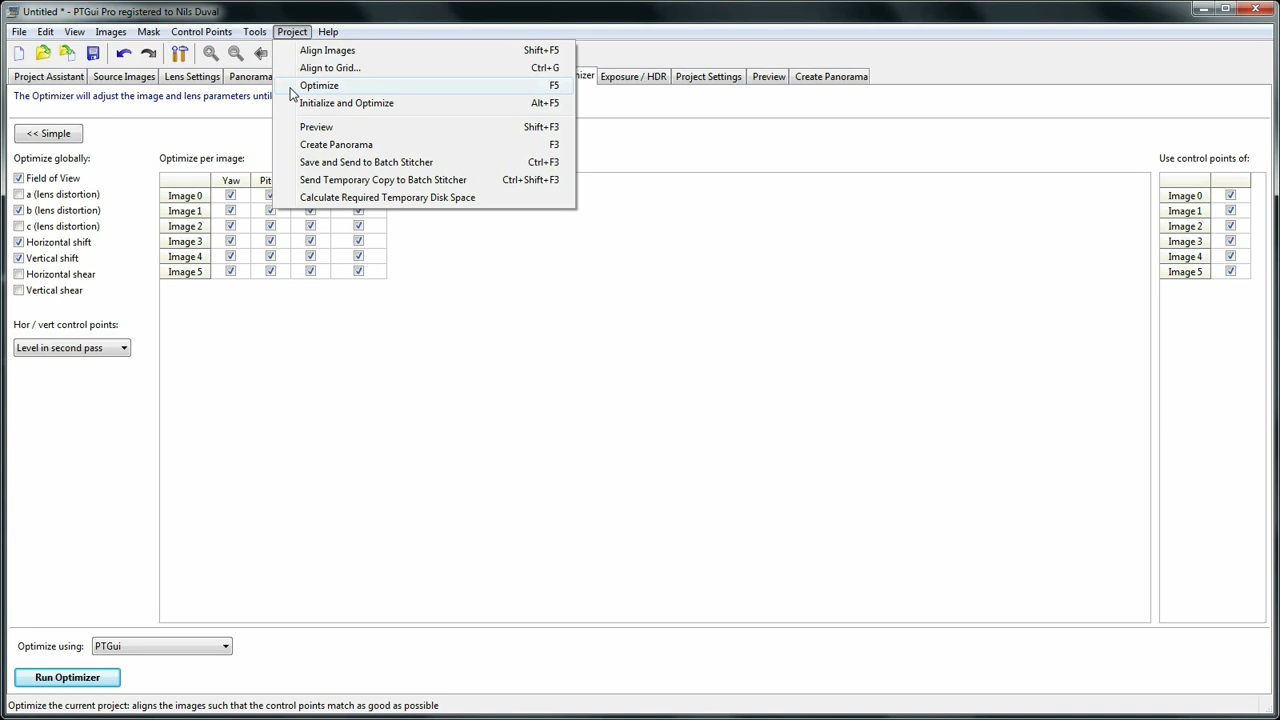 Untitled * - PTGui Pro registered to Nils Duval
File Edit View Images Mask Control Points Tools Project Help
Project Assistant Source Images Lens Settings Exposure / HDR Project Settings Preview Create Panorama
The Optimizer will adjust the image and lens parameters
Align Images Shift+F5
Align to Grid... Ctrl+G
Optimize F5
Initialize and Optimize Alt+F5
Preview Shift+F3
Create Panorama F3
Save and Send to Batch Stitcher Ctrl+F3
Send Temporary Copy to Batch Stitcher Ctrl+Shift+F3
Calculate Required Temporary Disk Space
<< Simple
Optimize globally:
Field of View
a (lens distortion)
b (lens distortion)
c (lens distortion)
Horizontal shift
Vertical shift
Horizontal shear
Vertical shear
Hor / vert control points:
Level in second pass
Optimize per image:
Yaw
Image 0
Image 1
Image 2
Image 3
Image 4
Image 5
Use control points of:
Image 0
Image 1
Image 2
Image 3
Image 4
Image 5
Optimize using: PTGui
Run Optimizer
Optimize the current project: aligns the images such that the control points match as good as possible